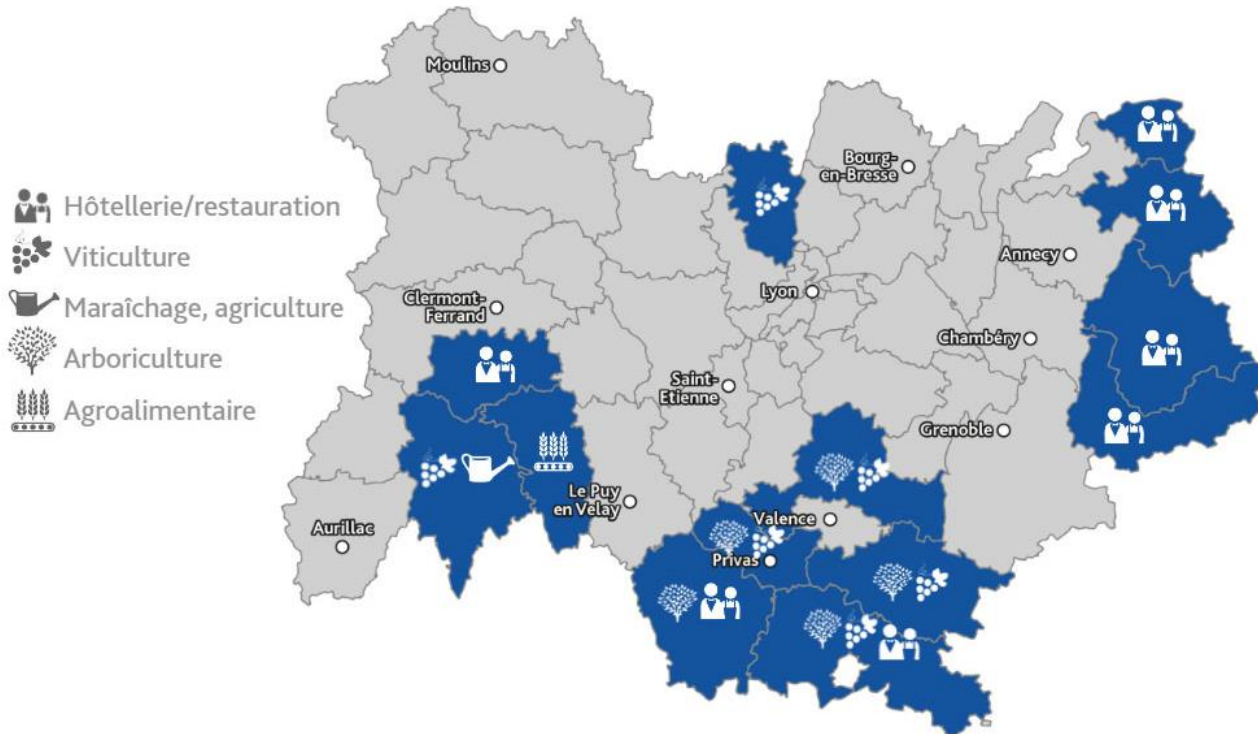 Hôtellerie/restauration
Viticulture
Maraîchage, agriculture
Arboriculture
Agroalimentaire
Moulins
Bourg-
en-Bresse
Annecy
Lyon
Clermont-
Ferrand
Chambéry
Saint-
Etienne
Grenoble
Le Puy
en Velay
Valence
Aurillac
Privas